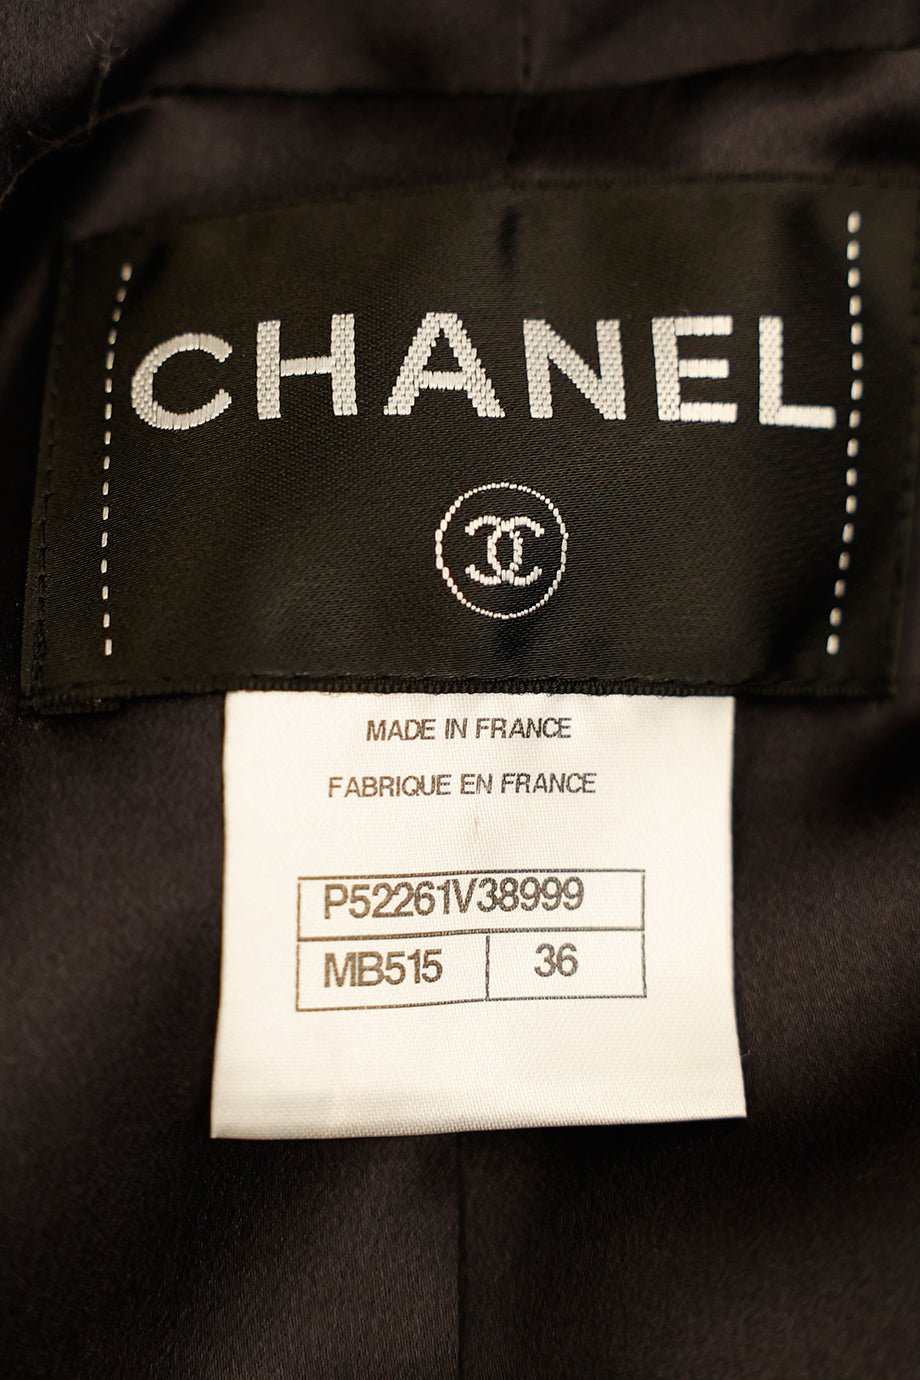 CHANEL
MADE IN FRANCE
FABRIQUE EN FRANCE
P52261V38999
MB515 36